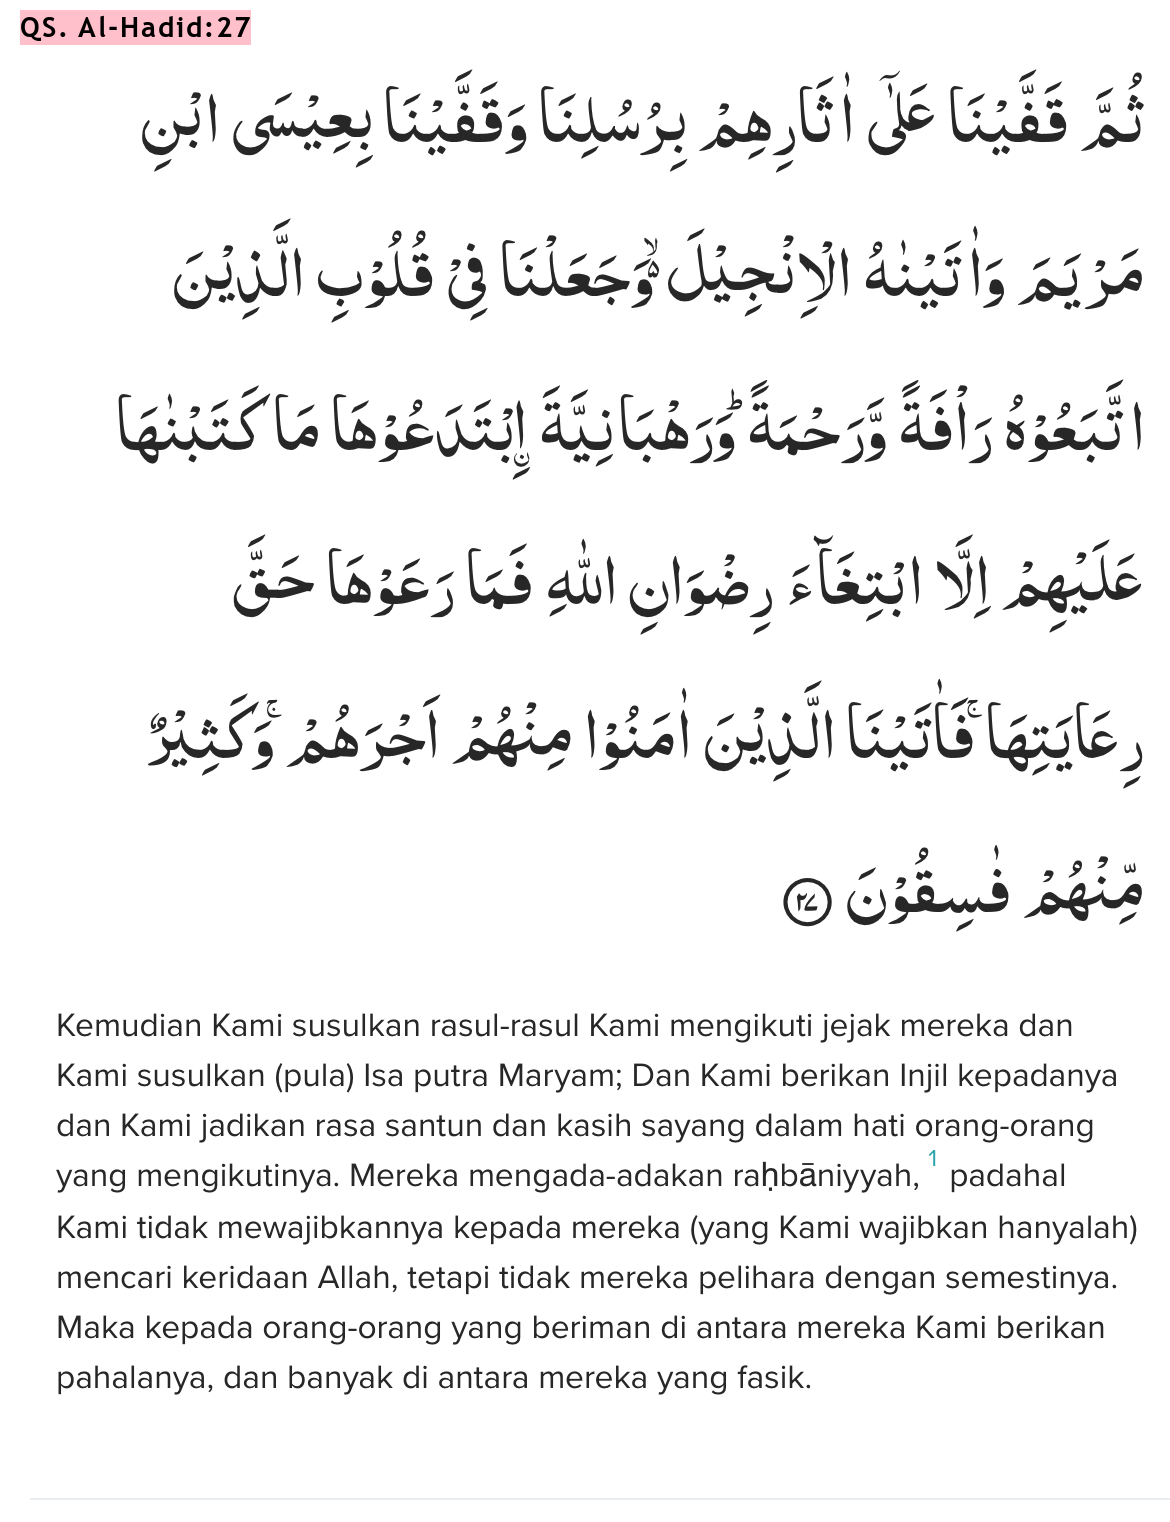 QS. Al-Hadid:27
ثُمَّ قَفَّيْنَا عَلٰٓى اٰثَارِهِمْ بِرُسُلِنَا وَقَفَّيْنَا بِعِيْسَى ابْنِ
مَرْيَمَ وَاٰتَيْنٰهُ الْاِنْجِيْلَ ەۙ وَجَعَلْنَا فِيْ قُلُوْبِ الَّذِيْنَ
اتَّبَعُوْهُ رَأْفَةً وَّرَحْمَةً ۗوَرَهْبَانِيَّةَ ِۨابْتَدَعُوْهَا مَا كَتَبْنٰهَا
عَلَيْهِمْ اِلَّا ابْتِغَاۤءَ رِضْوَانِ اللّٰهِ فَمَا رَعَوْهَا حَقَّ
رِعَايَتِهَا ۚفَاٰتَيْنَا الَّذِيْنَ اٰمَنُوْا مِنْهُمْ اَجْرَهُمْ ۚوَكَثِيْرٌ
مِّنْهُمْ فٰسِقُوْنَ ٢٧
Kemudian Kami susulkan rasul-rasul Kami mengikuti jejak mereka dan
Kami susulkan (pula) Isa putra Maryam; Dan Kami berikan Injil kepadanya
dan Kami jadikan rasa santun dan kasih sayang dalam hati orang-orang
yang mengikutinya. Mereka mengada-adakan raḥbāniyyah, 1 padahal
Kami tidak mewajibkannya kepada mereka (yang Kami wajibkan hanyalah)
mencari keridaan Allah, tetapi tidak mereka pelihara dengan semestinya.
Maka kepada orang-orang yang beriman di antara mereka Kami berikan
pahalanya, dan banyak di antara mereka yang fasik.